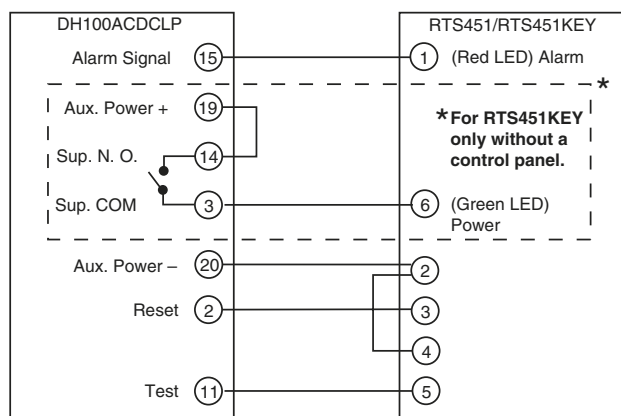 DH100ACDCLP
RTS451/RTS451KEY
Alarm Signal 15
1 (Red LED) Alarm
*
Aux. Power + 19
*For RTS451KEY
only without a
control panel.
Sup. N. O. 14
Sup. COM 3
6 (Green LED)
Power
Aux. Power – 20
2
Reset 2
3
4
Test 11
5